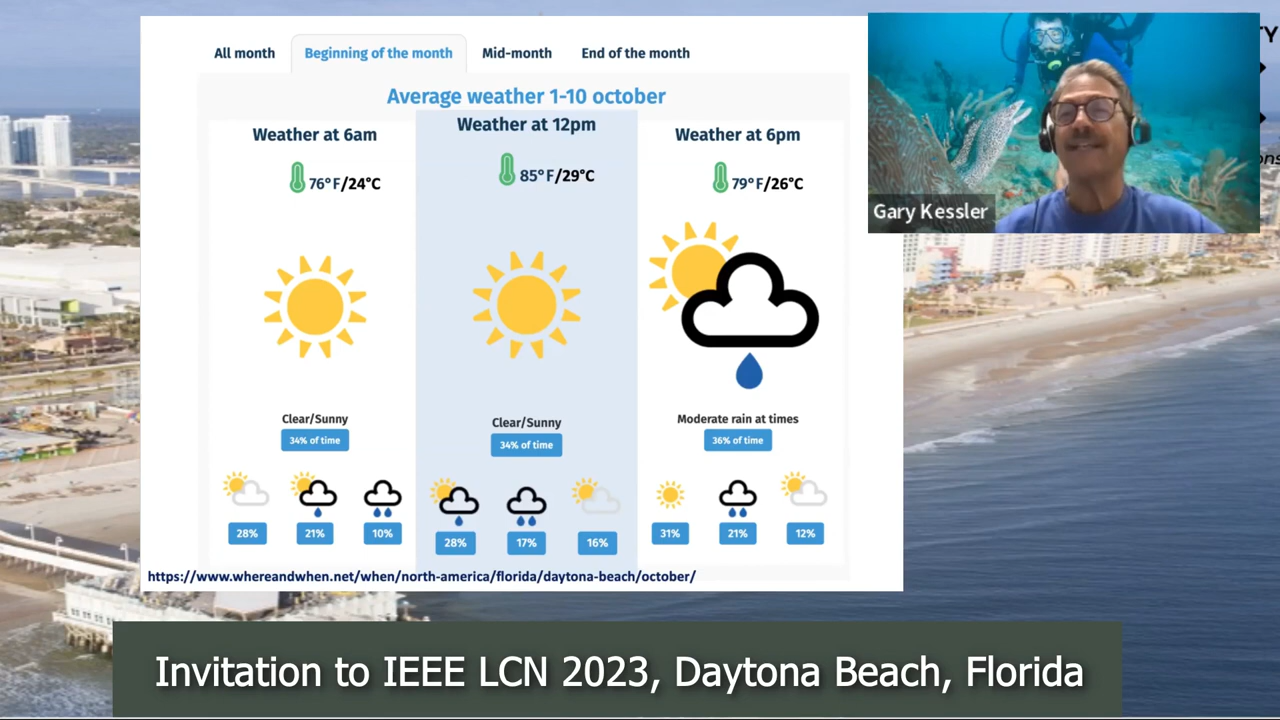 All month
Beginning of the month
Mid-month
End of the month
Average weather 1-10 october
Weather at 6am
Weather at 12pm
Weather at 6pm
76°F/24°C
85°F/29°C
79°F/26°C
Clear/Sunny
Clear/Sunny
Moderate rain at times
34% of time
34% of time
36% of time
28%
21%
10%
28%
17%
16%
31%
21%
12%
https://www.whereandwhen.net/when/north-america/florida/daytona-beach/october/
Gary Kessler
Invitation to IEEE LCN 2023, Daytona Beach, Florida